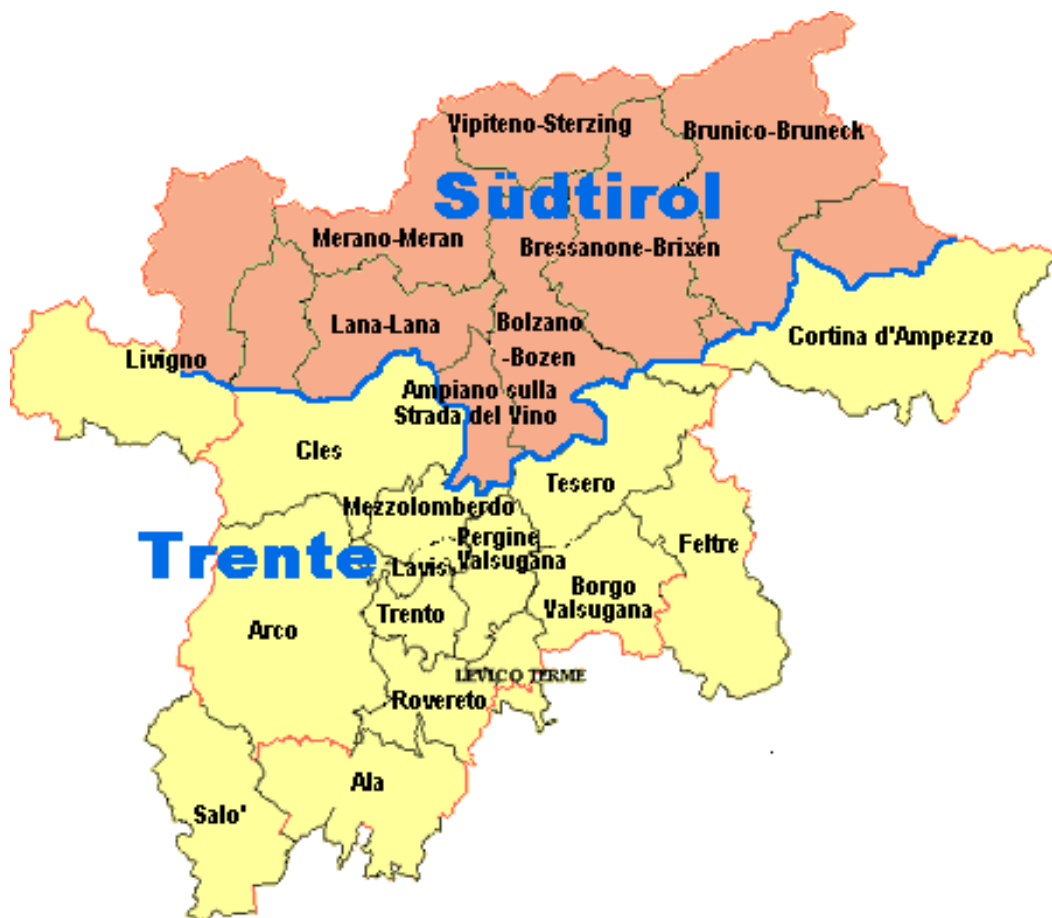 Vipiteno-Sterzing
Brunico-Bruneck
Südtirol
Merano-Meran
Bressanone-Brixen
Lana-Lana
Bolzano
-Bozen
Cortina d'Ampezzo
Livigno
Ampiano sulla
Strada del Vino
Cles
Tesero
Mezzolomberdo
Trente
Pergine
Valsugana
Feltre
Lavis
Borgo
Valsugana
Trento
Arco
LEVICO TERME
Rovereto
Ala
Salo'